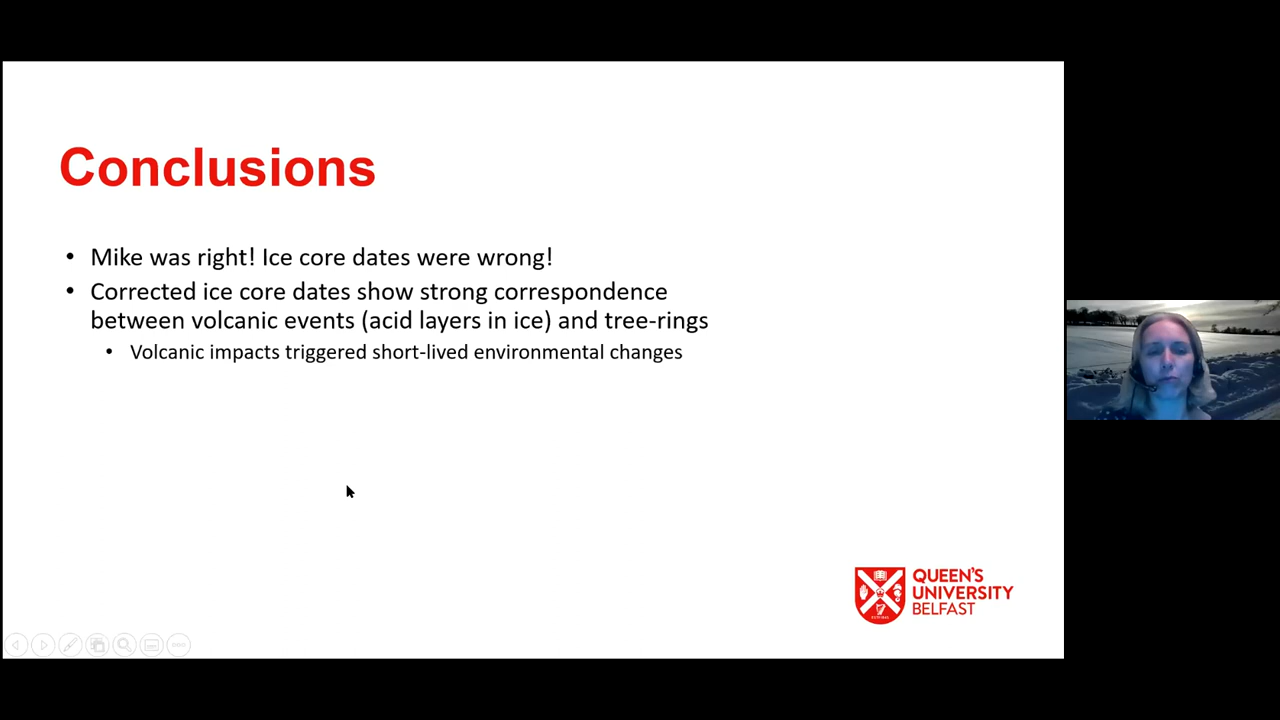 Conclusions
• Mike was right! Ice core dates were wrong!
• Corrected ice core dates show strong correspondence
between volcanic events (acid layers in ice) and tree-rings
• Volcanic impacts triggered short-lived environmental changes
QUEEN'S
UNIVERSITY
BELFAST